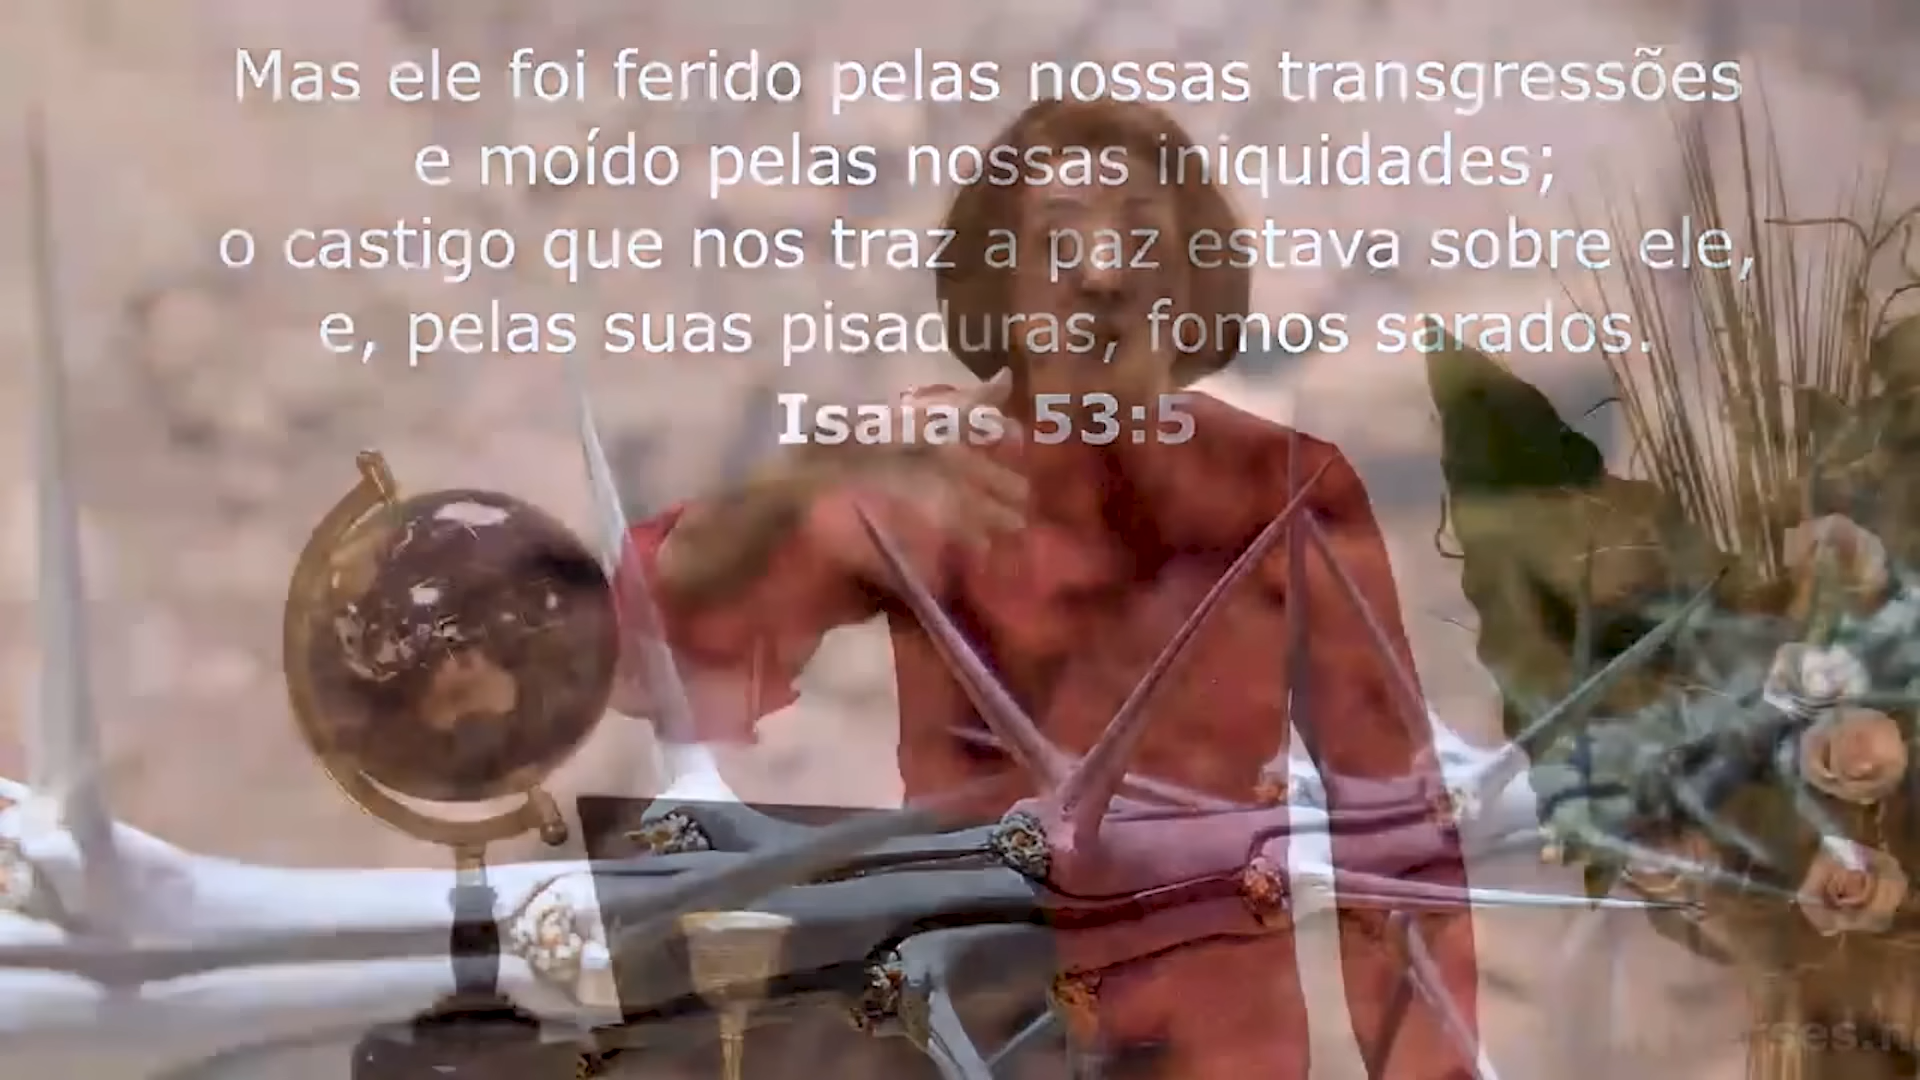 Mas ele foi ferido pelas nossas transgressões
e moído pelas nossas iniquidades;
o castigo que nos traz a paz estava sobre ele,
e, pelas suas pisaduras, fomos sarados.
Isaías 53:5